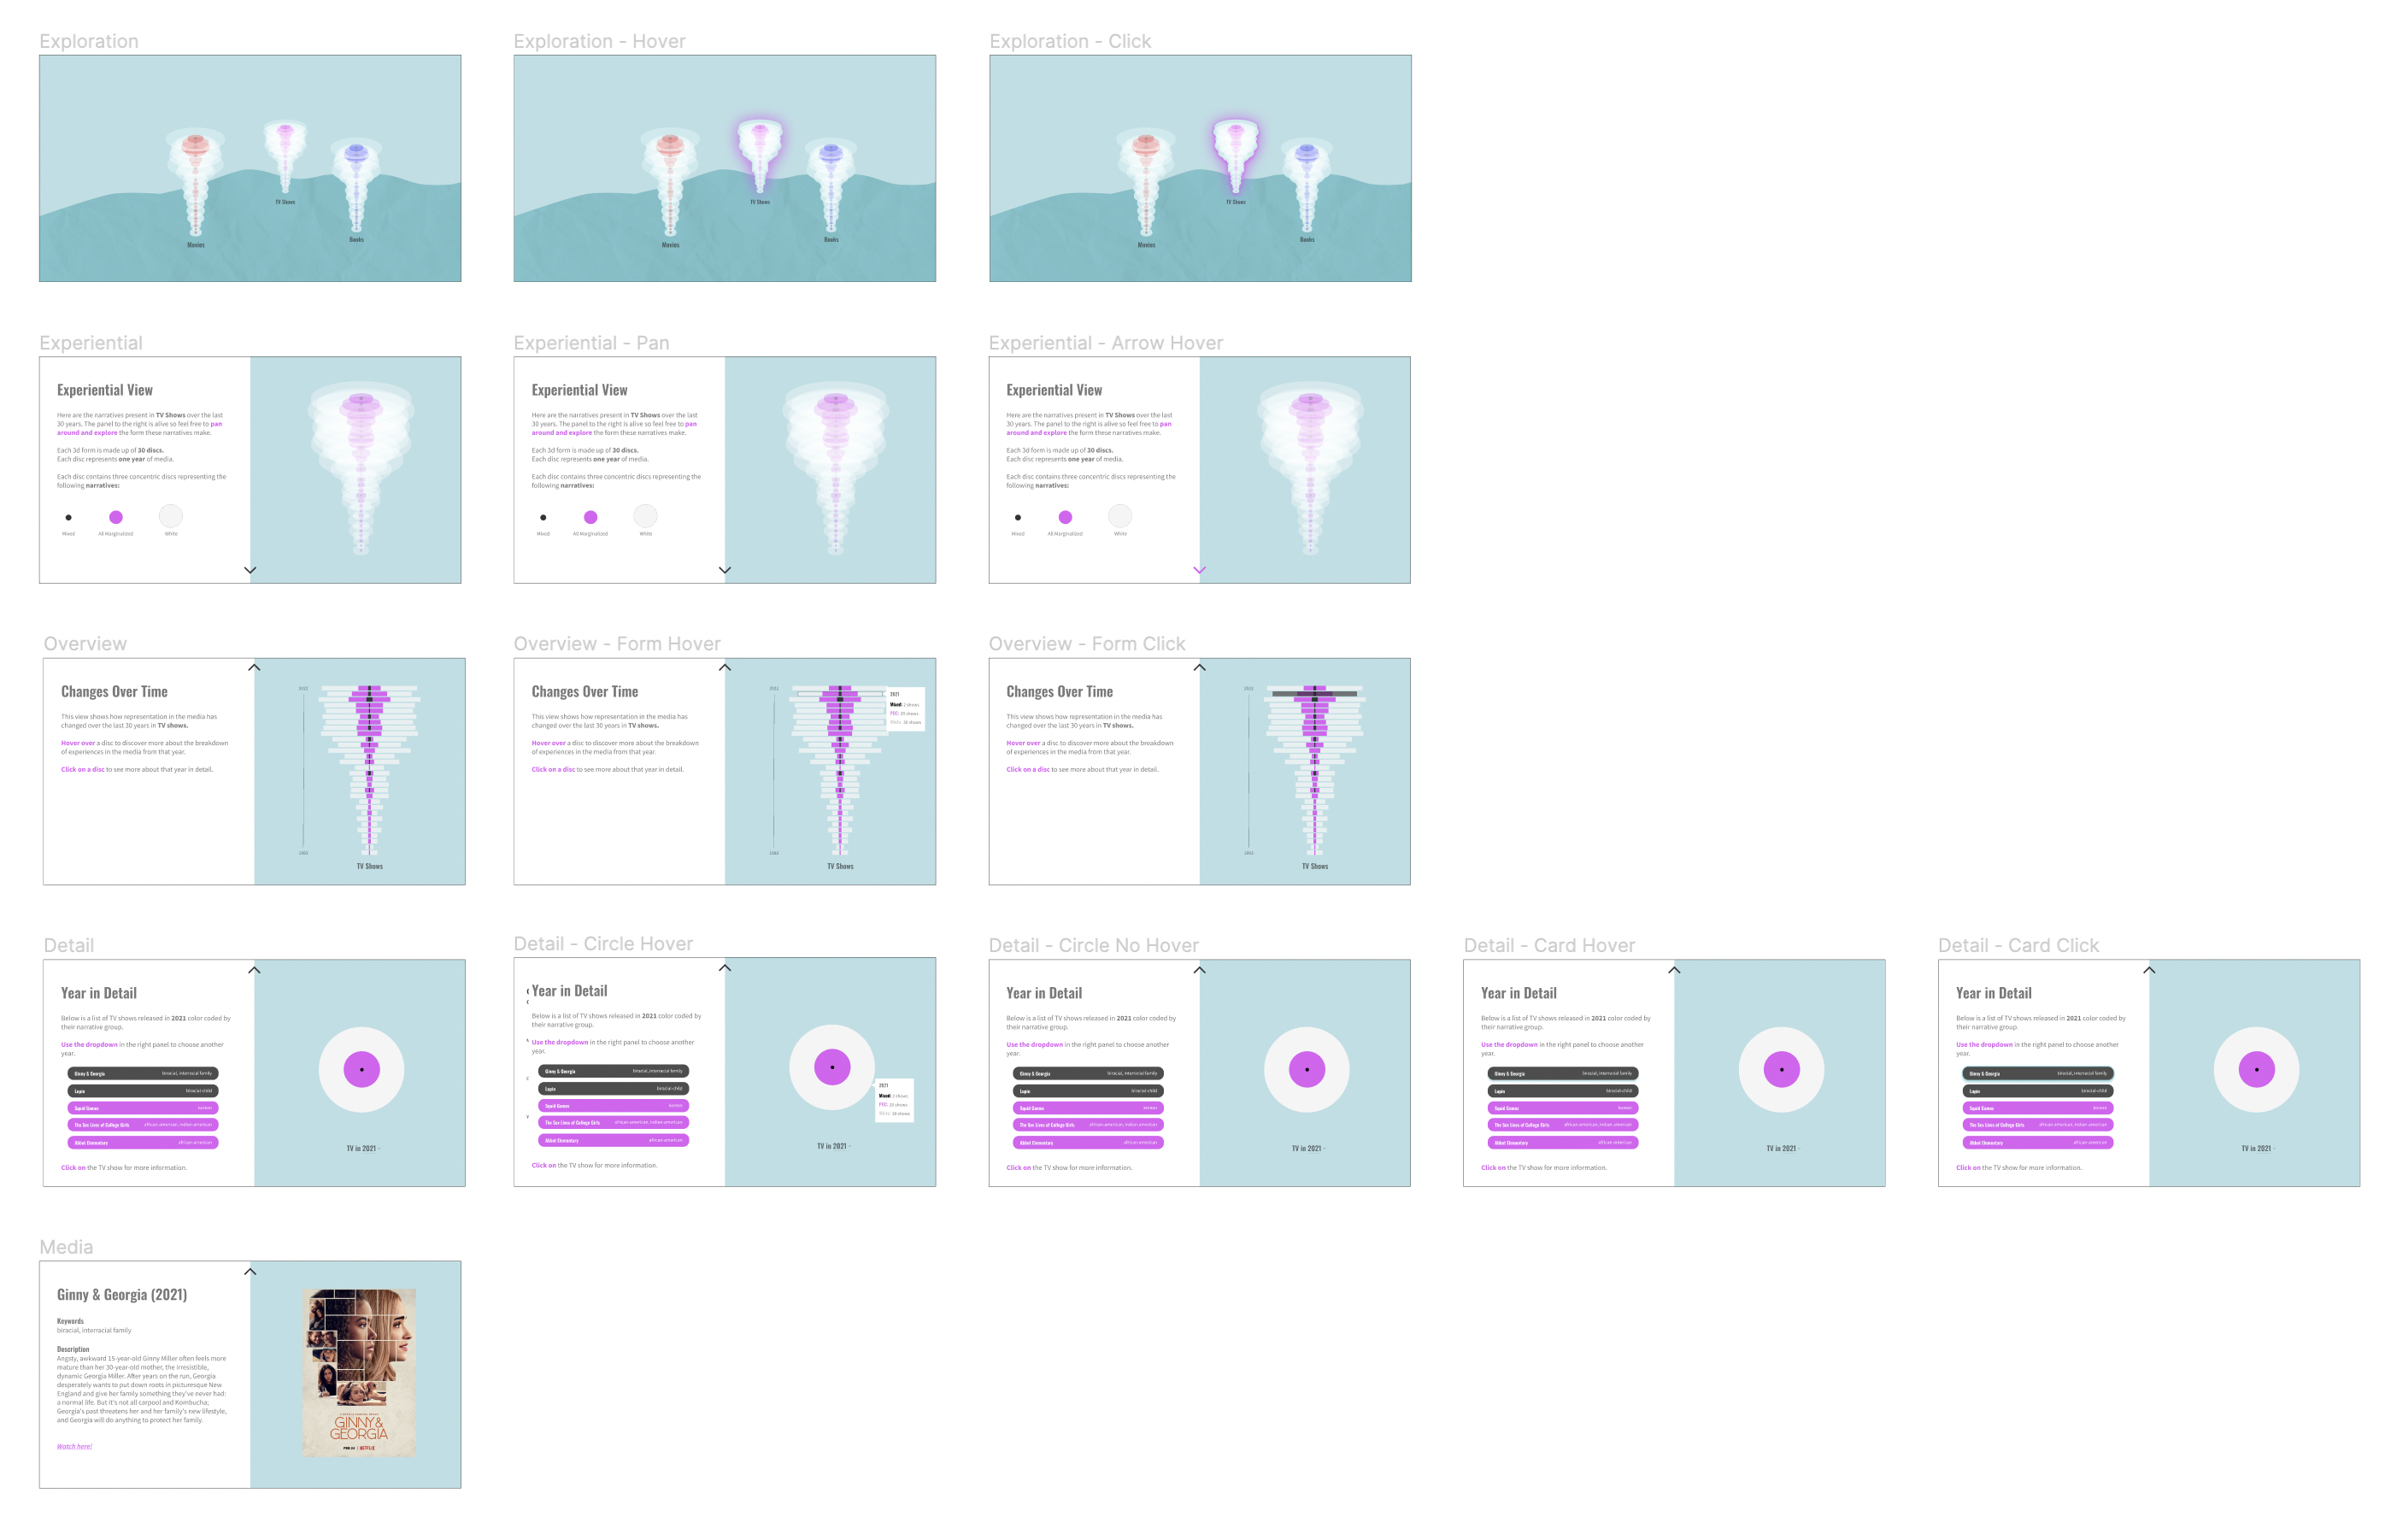 Exploration
Exploration - Hover
Exploration - Click
TV Shows
Movies
Books
TV Shows
Movies
Books
TV Shows
Movies
Books
Experiential
Experiential View
Here are the narratives present in TV Shows over the last
30 years. The panel to the right is alive so feel free to pan
around and explore the form these narratives make.
Each 3d form is made up of 30 discs.
Each disc represents one year of media.
Each disc contains three concentric discs representing the
following narratives:
Mixed
All Marginalized
White
Experiential - Pan
Experiential View
Here are the narratives present in TV Shows over the last
30 years. The panel to the right is alive so feel free to pan
around and explore the form these narratives make.
Each 3d form is made up of 30 discs.
Each disc represents one year of media.
Each disc contains three concentric discs representing the
following narratives:
Mixed
All Marginalized
White
Experiential - Arrow Hover
Experiential View
Here are the narratives present in TV Shows over the last
30 years. The panel to the right is alive so feel free to pan
around and explore the form these narratives make.
Each 3d form is made up of 30 discs.
Each disc represents one year of media.
Each disc contains three concentric discs representing the
following narratives:
Mixed
All Marginalized
White
Overview
Changes Over Time
This view shows how representation in the media has
changed over the last 30 years in TV shows.
Hover over a disc to discover more about the breakdown
of experiences in the media from that year.
Click on a disc to see more about that year in detail.
TV Shows
Overview - Form Hover
Changes Over Time
This view shows how representation in the media has
changed over the last 30 years in TV shows.
Hover over a disc to discover more about the breakdown
of experiences in the media from that year.
Click on a disc to see more about that year in detail.
2021
Mixed: 2 shows
TV Shows
Overview - Form Click
Changes Over Time
This view shows how representation in the media has
changed over the last 30 years in TV shows.
Hover over a disc to discover more about the breakdown
of experiences in the media from that year.
Click on a disc to see more about that year in detail.
TV Shows
Detail
Year in Detail
Below is a list of TV shows released in 2021 color coded by
their narrative group.
Use the dropdown in the right panel to choose another
year.
Ginny & Georgia biracial, interracial family
Lupin biracial child
Squid Games korean
The Sex Lives of College Girls african american, indian american
Abbot Elementary african american
Click on the TV show for more information.
TV in 2021
Detail - Circle Hover
Year in Detail
Below is a list of TV shows released in 2021 color coded by
their narrative group.
Use the dropdown in the right panel to choose another
year.
Ginny & Georgia biracial, interracial family
Lupin biracial child
Squid Games korean
The Sex Lives of College Girls african american, indian american
Abbot Elementary african american
Click on the TV show for more information.
2021
Mixed: 2 shows
TV in 2021
Detail - Circle No Hover
Year in Detail
Below is a list of TV shows released in 2021 color coded by
their narrative group.
Use the dropdown in the right panel to choose another
year.
Ginny & Georgia biracial, interracial family
Lupin biracial child
Squid Games korean
The Sex Lives of College Girls african american, indian american
Abbot Elementary african american
Click on the TV show for more information.
TV in 2021
Detail - Card Hover
Year in Detail
Below is a list of TV shows released in 2021 color coded by
their narrative group.
Use the dropdown in the right panel to choose another
year.
Ginny & Georgia biracial, interracial family
Lupin biracial child
Squid Games korean
The Sex Lives of College Girls african american, indian american
Abbot Elementary african american
Click on the TV show for more information.
TV in 2021
Detail - Card Click
Year in Detail
Below is a list of TV shows released in 2021 color coded by
their narrative group.
Use the dropdown in the right panel to choose another
year.
Ginny & Georgia biracial, interracial family
Lupin biracial child
Squid Games korean
The Sex Lives of College Girls african american, indian american
Abbot Elementary african american
Click on the TV show for more information.
TV in 2021
Media
Ginny & Georgia (2021)
Keywords
biracial, interracial family
Description
Angsty, awkward 15-year-old Ginny Miller often feels more
mature than her 30-year-old mother, the irresistible,
dynamic Georgia Miller. After years on the run, Georgia
desperately wants to put down roots in picturesque New
England and give her family something they've never had:
a normal life. But it's not all carpool and Kombucha;
Georgia's past threatens her and her family's new lifestyle,
and Georgia will do anything to protect her family.
Watch here!
GINNY &
GEORGIA
FEB 24 | NETFLIX